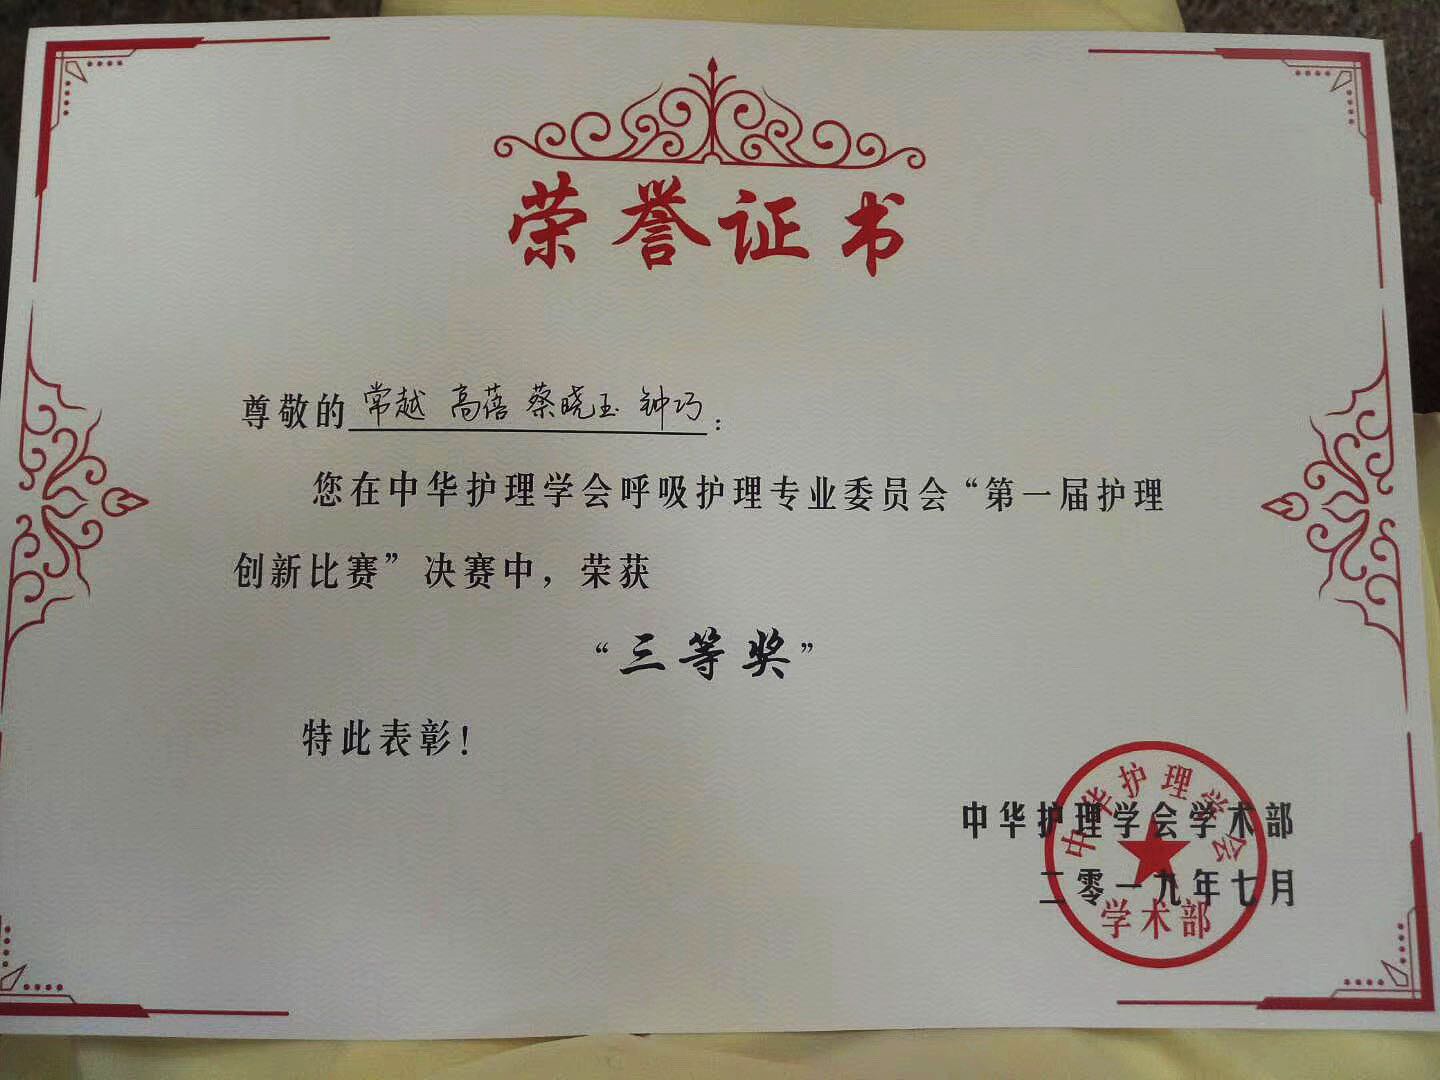 荣誉证书
尊敬的 常越 高蓓 蔡晓玉 钟巧：
您在中华护理学会呼吸护理专业委员会“第一届护理
创新比赛”决赛中，荣获
“三等奖”
特此表彰！
中华护理学会学术部
二零一九年七月
中华护理学会
学术部